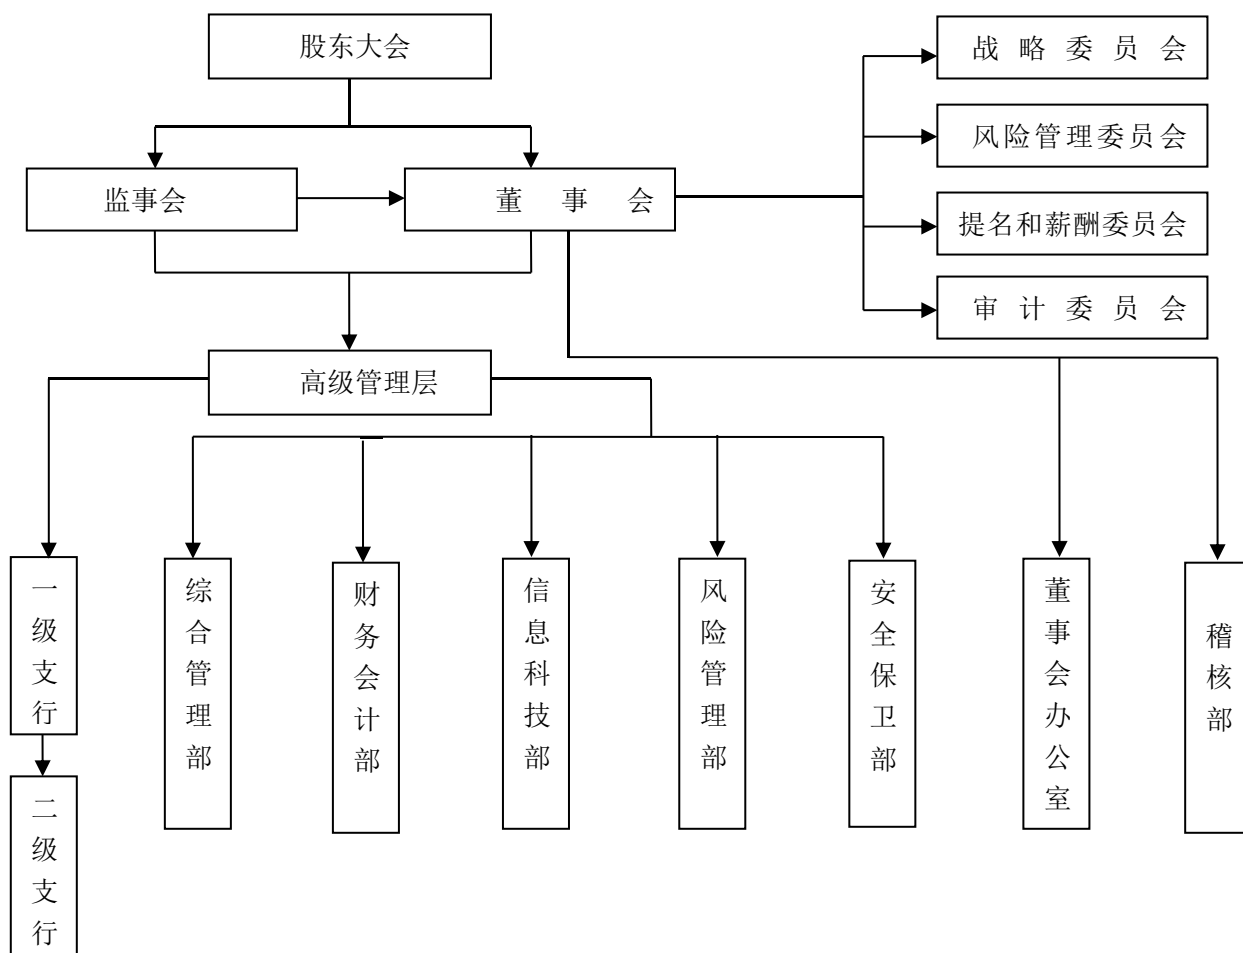 股东大会
战略委员会
风险管理委员会
监事会
董事会
提名和薪酬委员会
审计委员会
高级管理层
一级支行
综合管理部
财务会计部
信息科技部
风险管理部
安全保卫部
董事会办公室
稽核部
二级支行